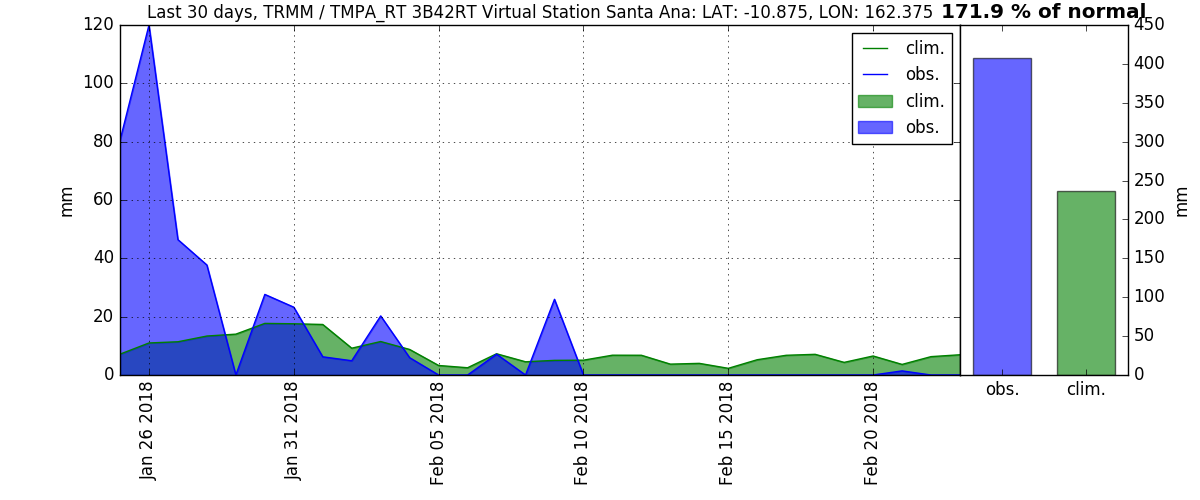 Last 30 days, TRMM / TMPA_RT 3B42RT Virtual Station Santa Ana: LAT: -10.875, LON: 162.375 171.9 % of normal
120
100
80
60
40
20
0
mm
clim.
obs.
clim.
obs.
Jan 26 2018
Jan 31 2018
Feb 05 2018
Feb 10 2018
Feb 15 2018
Feb 20 2018
450
400
350
300
250
200
150
100
50
0
mm
obs.
clim.